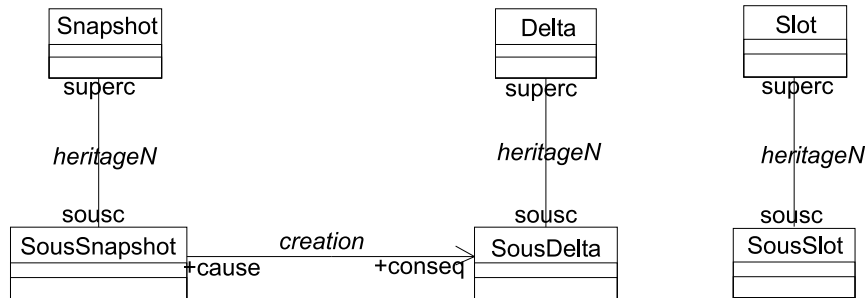 Snapshot Delta Slot
superc superc superc
heritageN heritageN heritageN
sousc sousc sousc
SousSnapshot creation SousDelta SousSlot
+cause +conseq